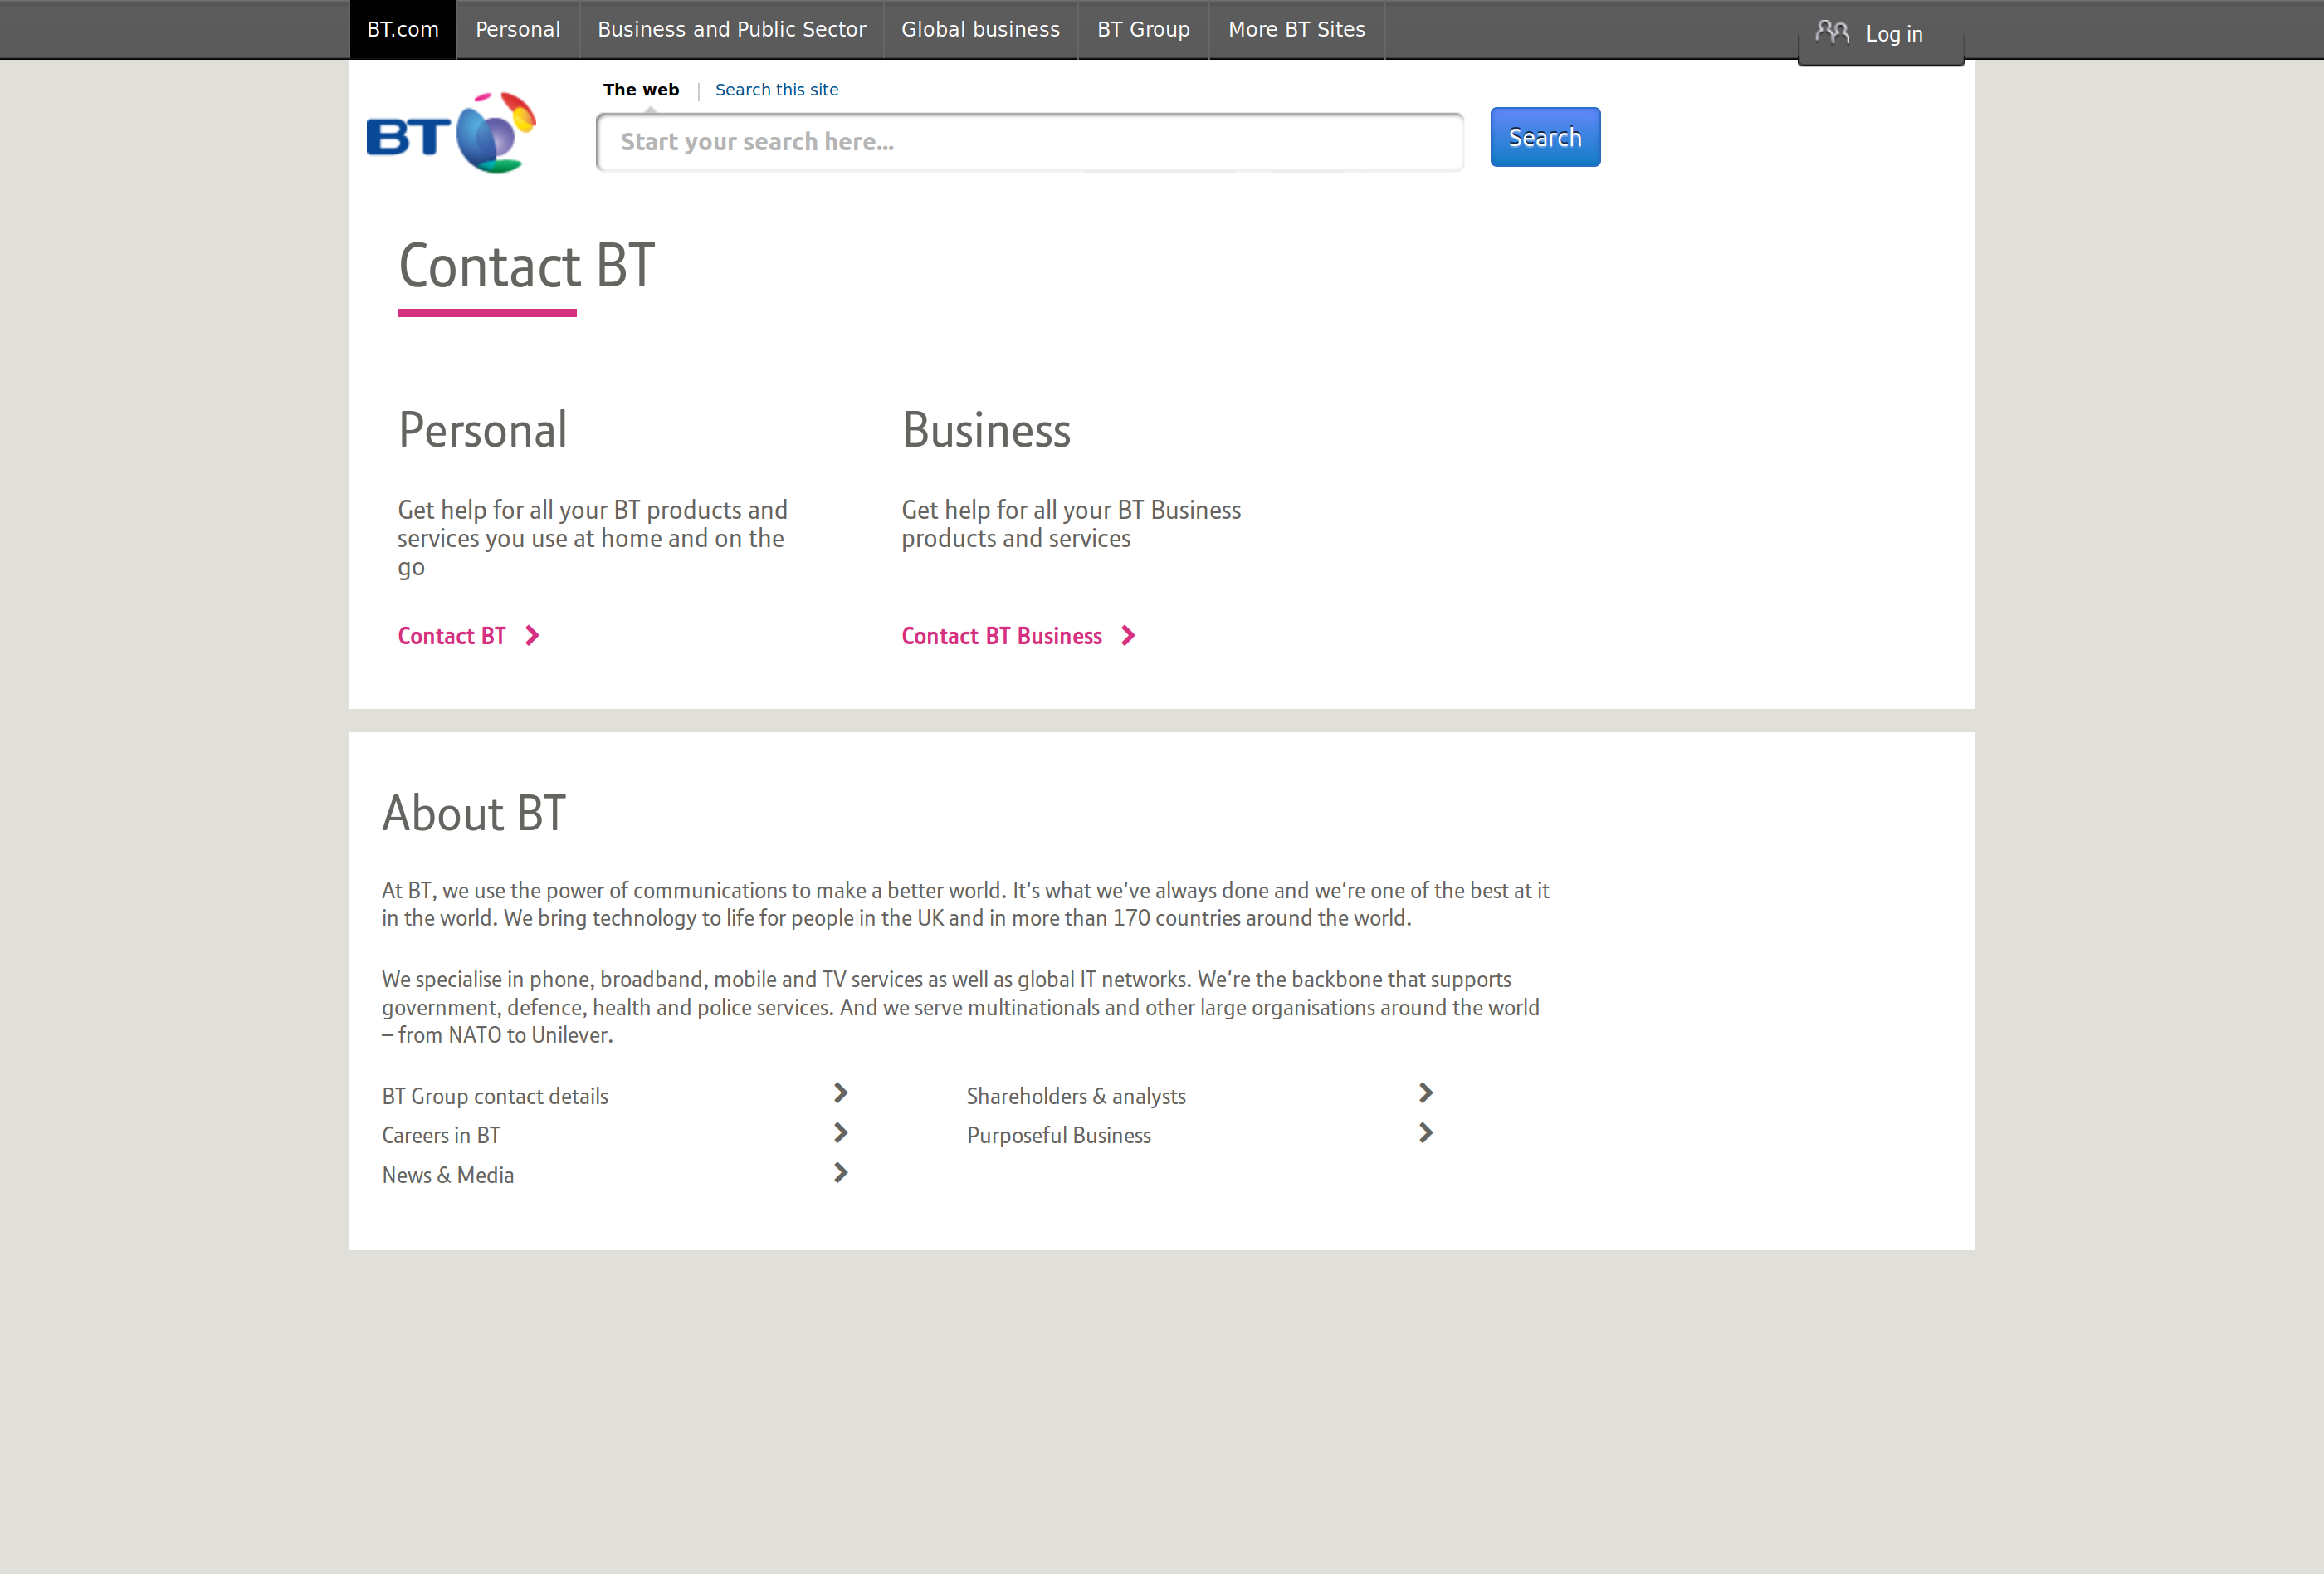 BT.com Personal Business and Public Sector Global business BT Group More BT Sites Log in
The web | Search this site
BT
Start your search here...
Search
Contact BT
Personal
Get help for all your BT products and
services you use at home and on the
go
Contact BT
Business
Get help for all your BT Business
products and services
Contact BT Business
About BT
At BT, we use the power of communications to make a better world. It's what we've always done and we're one of the best at it
in the world. We bring technology to life for people in the UK and in more than 170 countries around the world.
We specialise in phone, broadband, mobile and TV services as well as global IT networks. We're the backbone that supports
government, defence, health and police services. And we serve multinationals and other large organisations around the world
– from NATO to Unilever.
BT Group contact details
Careers in BT
News & Media
Shareholders & analysts
Purposeful Business